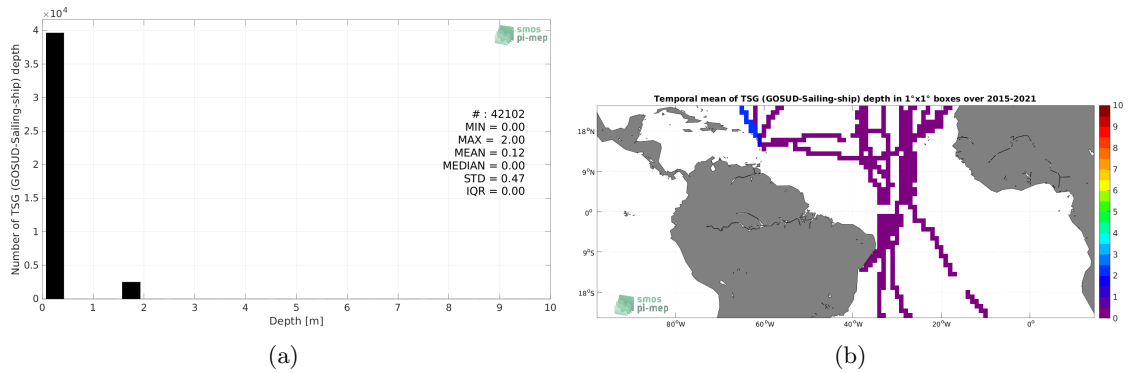 ×10⁴
4
3.5
3
2.5
2
1.5
1
0.5
0
Number of TSG (GOSUD-Sailing-ship) depth
smos
pi-mep
# : 42102
MIN = 0.00
MAX = 2.00
MEAN = 0.12
MEDIAN = 0.00
STD = 0.47
IQR = 0.00
0 1 2 3 4 5 6 7 8 9 10
Depth [m]
(a)
Temporal mean of TSG (GOSUD-Sailing-ship) depth in 1°x1° boxes over 2015-2021
18°N
9°N
0°
9°S
18°S
80°W 60°W 40°W 20°W 0°
smos
pi-mep
10
9
8
7
6
5
4
3
2
1
0
(b)